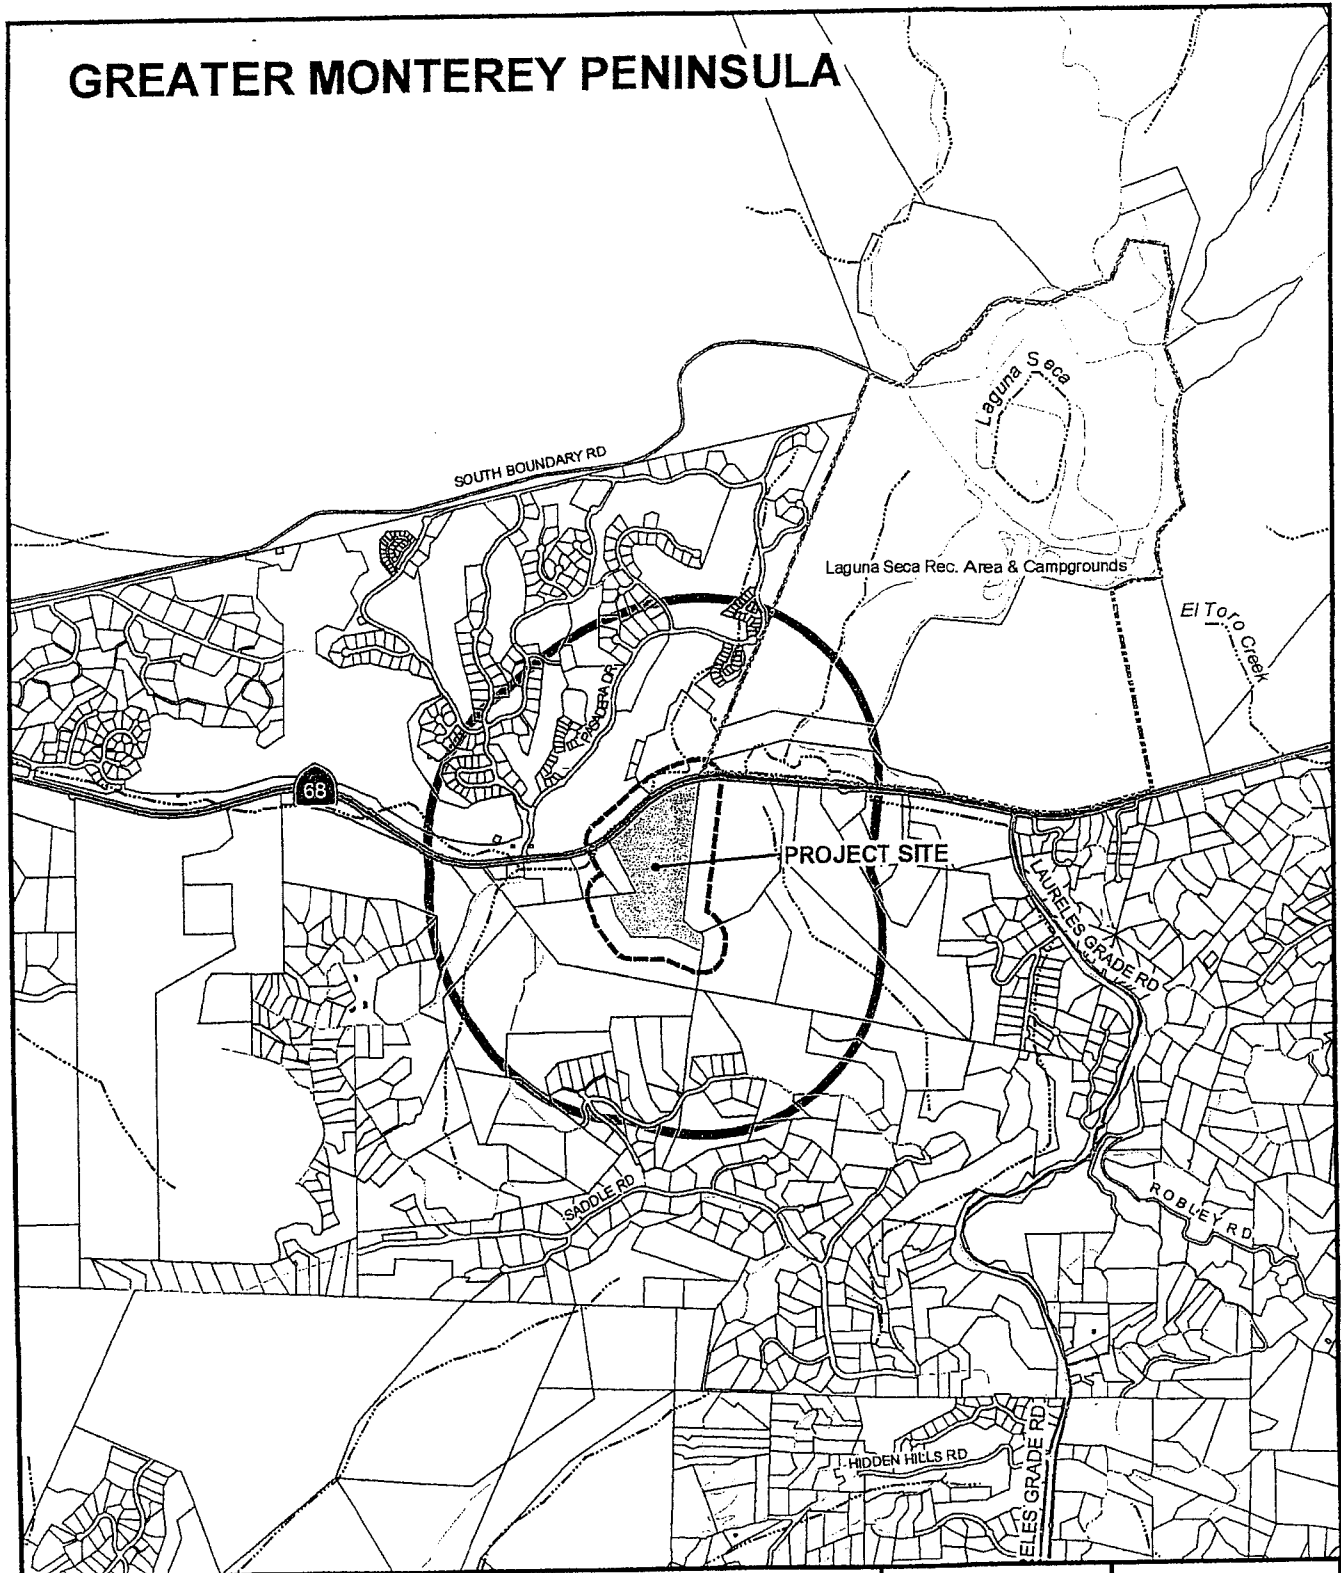 GREATER MONTEREY PENINSULA
Laguna Seca
SOUTH BOUNDARY RD
Laguna Seca Rec. Area & Campgrounds
El Toro Creek
PASADERA DR
68
PROJECT SITE
LAURELES GRADE RD
SADDLE RD
ROBLEY RD
HIDDEN HILLS RD
ELES GRADE RD